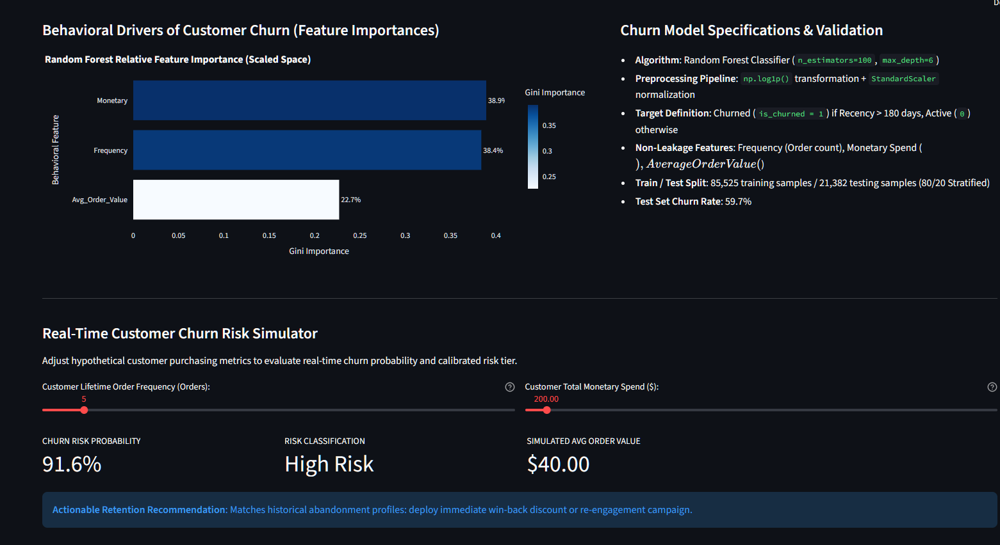 Behavioral Drivers of Customer Churn (Feature Importances)
Random Forest Relative Feature Importance (Scaled Space)
Behavioral Feature
Monetary
38.9%
Frequency
38.4%
Avg_Order_Value
22.7%
0 0.05 0.1 0.15 0.2 0.25 0.3 0.35 0.4
Gini Importance
Gini Importance
0.35
0.3
0.25
Churn Model Specifications & Validation
• Algorithm: Random Forest Classifier ( n_estimators=100 , max_depth=6 )
• Preprocessing Pipeline: np.log1p() transformation + StandardScaler
normalization
• Target Definition: Churned ( is_churned = 1 ) if Recency > 180 days, Active ( 0 )
otherwise
• Non-Leakage Features: Frequency (Order count), Monetary Spend (
), AverageOrderValue()
• Train / Test Split: 85,525 training samples / 21,382 testing samples (80/20 Stratified)
• Test Set Churn Rate: 59.7%
Real-Time Customer Churn Risk Simulator
Adjust hypothetical customer purchasing metrics to evaluate real-time churn probability and calibrated risk tier.
Customer Lifetime Order Frequency (Orders):
?
5
Customer Total Monetary Spend ($):
?
200.00
CHURN RISK PROBABILITY
91.6%
RISK CLASSIFICATION
High Risk
SIMULATED AVG ORDER VALUE
$40.00
Actionable Retention Recommendation: Matches historical abandonment profiles: deploy immediate win-back discount or re-engagement campaign.